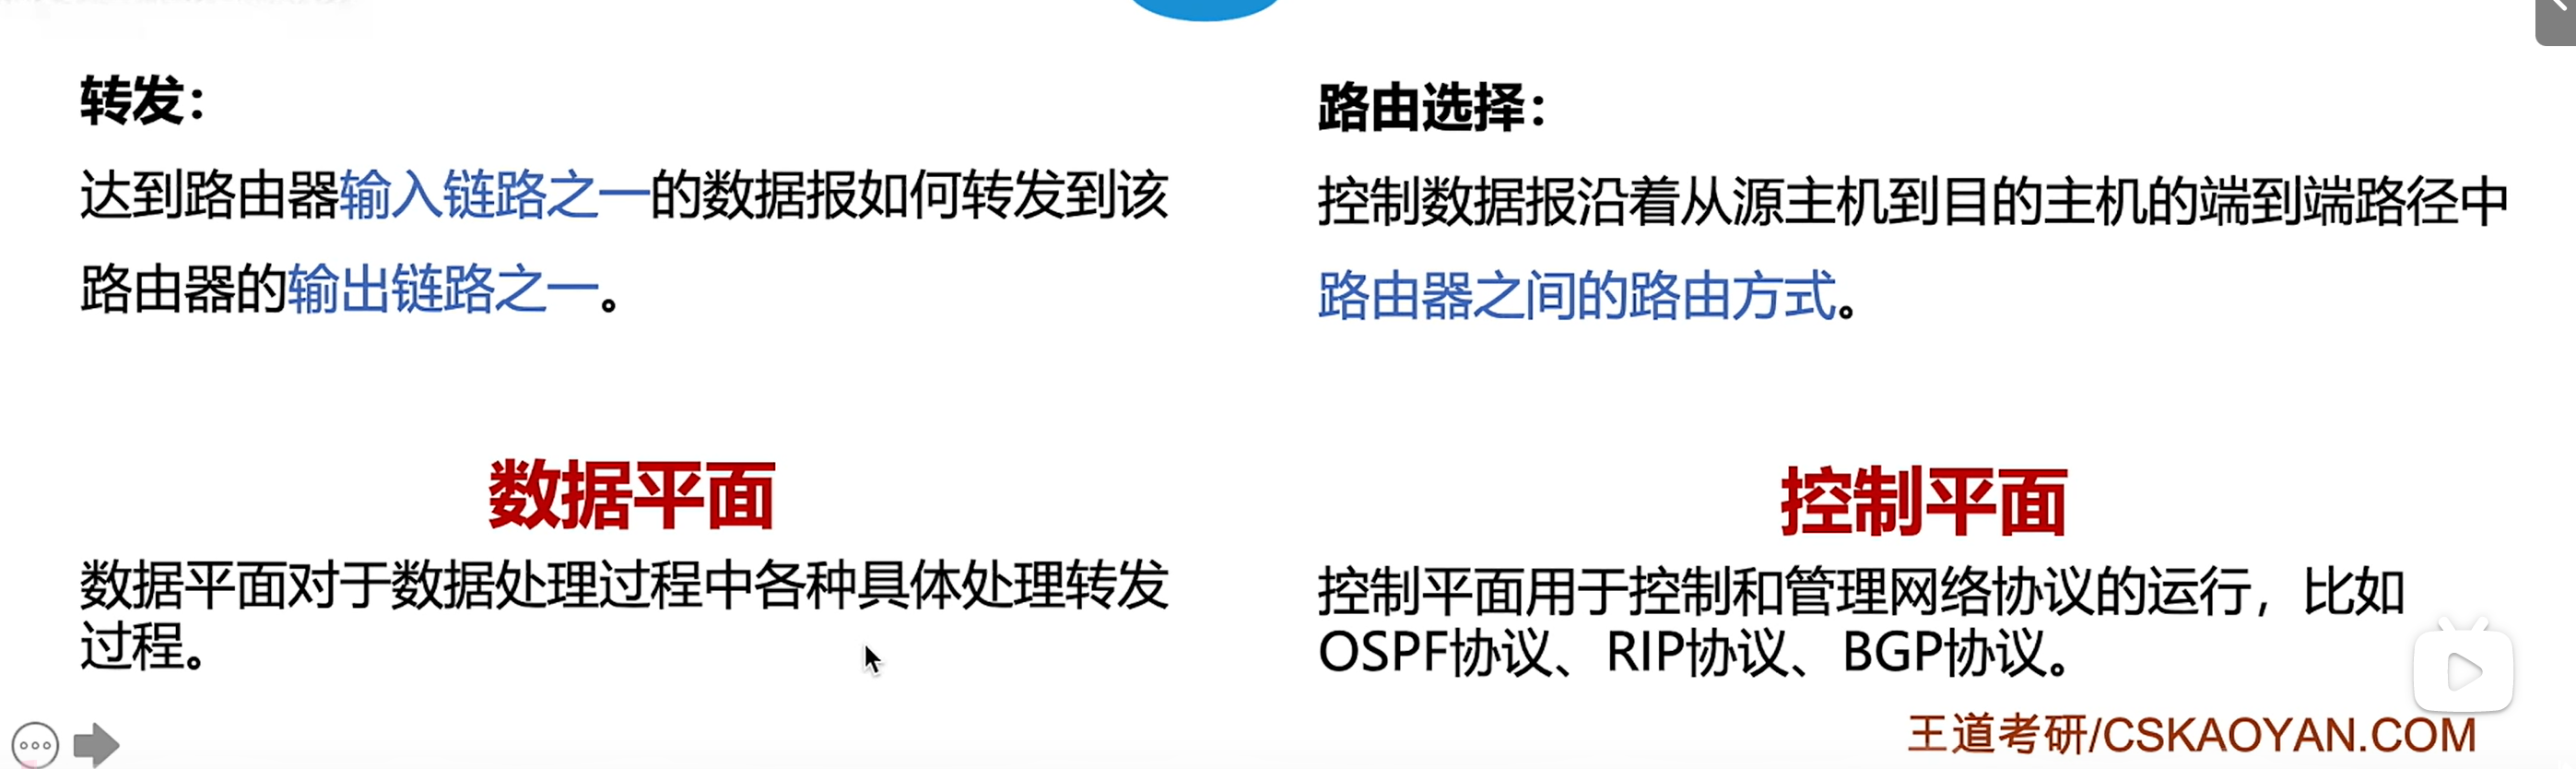 转发：
达到路由器输入链路之一的数据报如何转发到该
路由器的输出链路之一。
数据平面
数据平面对于数据处理过程中各种具体处理转发
过程。
路由选择：
控制数据报沿着从源主机到目的主机的端到端路径中
路由器之间的路由方式。
控制平面
控制平面用于控制和管理网络协议的运行，比如
OSPF协议、RIP协议、BGP协议。
王道考研/CSKAOYAN.COM